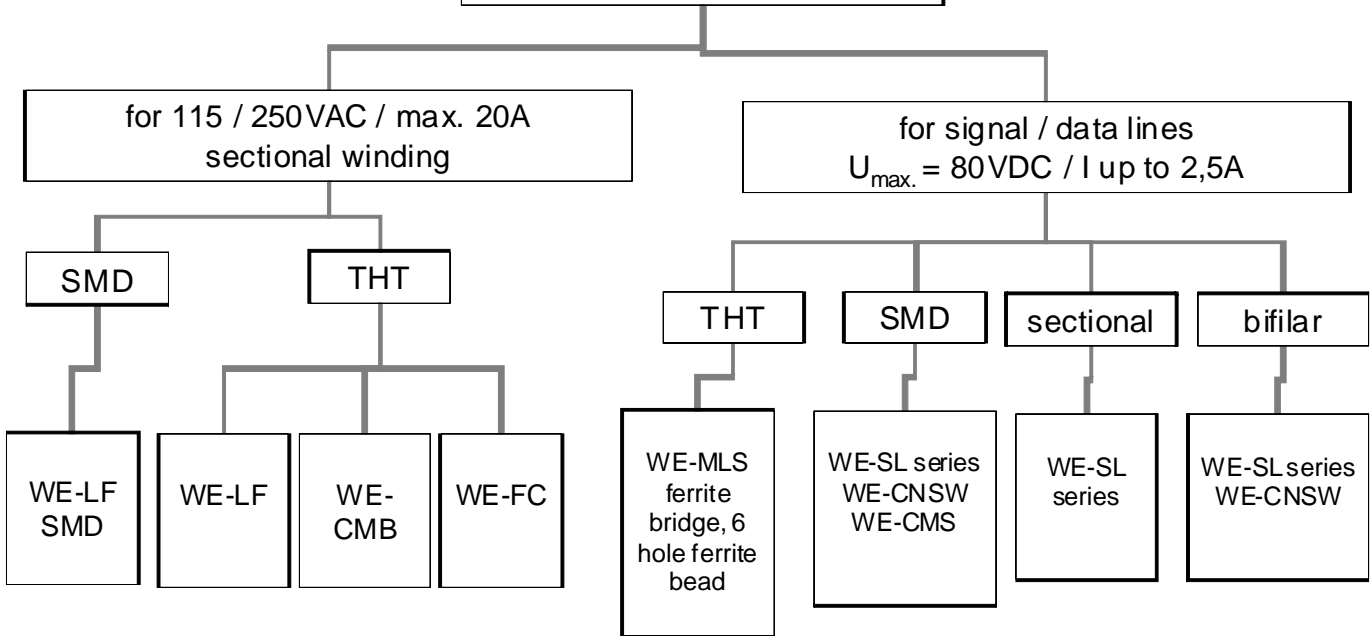 for 115 / 250VAC / max. 20A
sectional winding
for signal / data lines
Umax. = 80VDC / I up to 2,5A
SMD
THT
THT
SMD
sectional
bifilar
WE-LF
SMD
WE-LF
WE-
CMB
WE-FC
WE-MLS
ferrite
bridge, 6
hole ferrite
bead
WE-SL series
WE-CNSW
WE-CMS
WE-SL
series
WE-SL series
WE-CNSW